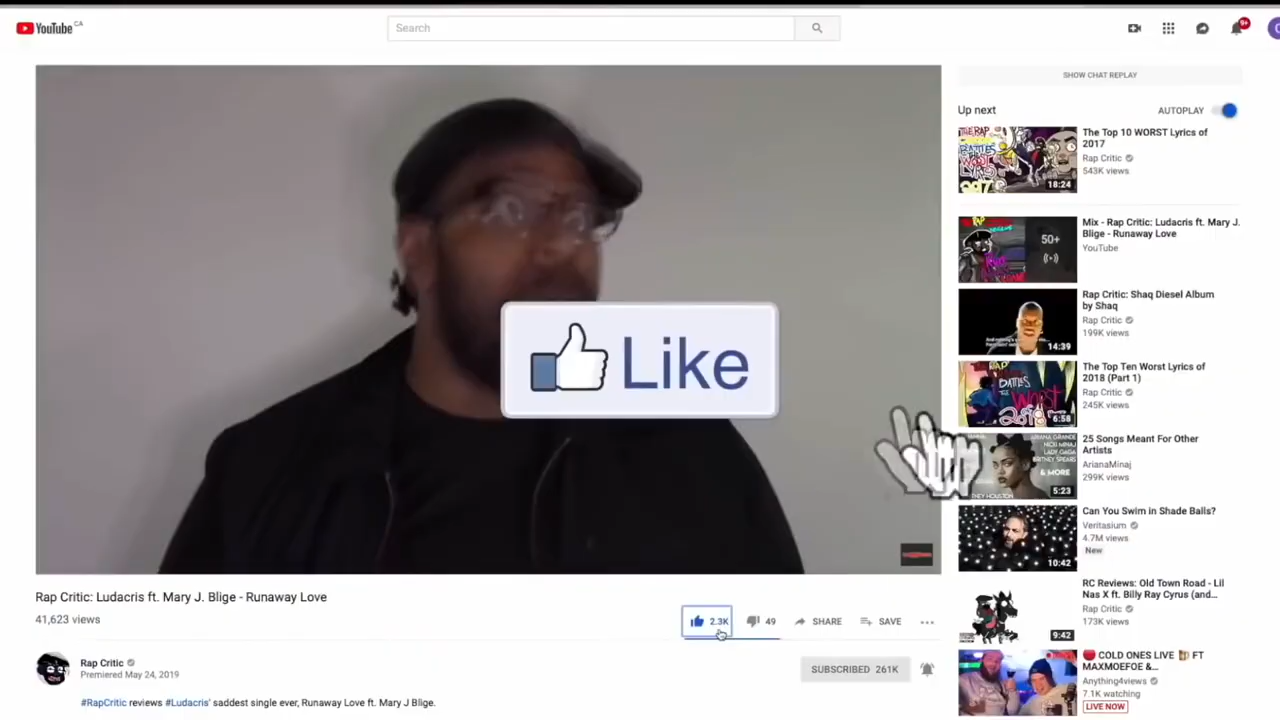 YouTube CA
Search
9+
SHOW CHAT REPLAY
Up next
AUTOPLAY
18:24
The Top 10 WORST Lyrics of
2017
Rap Critic
543K views
50+
Mix - Rap Critic: Ludacris ft. Mary J.
Blige - Runaway Love
YouTube
14:39
Rap Critic: Shaq Diesel Album
by Shaq
Rap Critic
199K views
Like
6:58
The Top Ten Worst Lyrics of
2018 (Part 1)
Rap Critic
245K views
& MORE
5:23
25 Songs Meant For Other
Artists
ArianaMinaj
299K views
10:42
Can You Swim in Shade Balls?
Veritasium
4.7M views
New
9:42
RC Reviews: Old Town Road - Lil
Nas X ft. Billy Ray Cyrus (and...
Rap Critic
173K views
COLD ONES LIVE FT
MAXMOEFOE &...
Anything4views
7.1K watching
LIVE NOW
Rap Critic: Ludacris ft. Mary J. Blige - Runaway Love
41,623 views
2.3K
49
SHARE
SAVE
Rap Critic
Premiered May 24, 2019
SUBSCRIBED 261K
#RapCritic reviews #Ludacris' saddest single ever, Runaway Love ft. Mary J Blige.